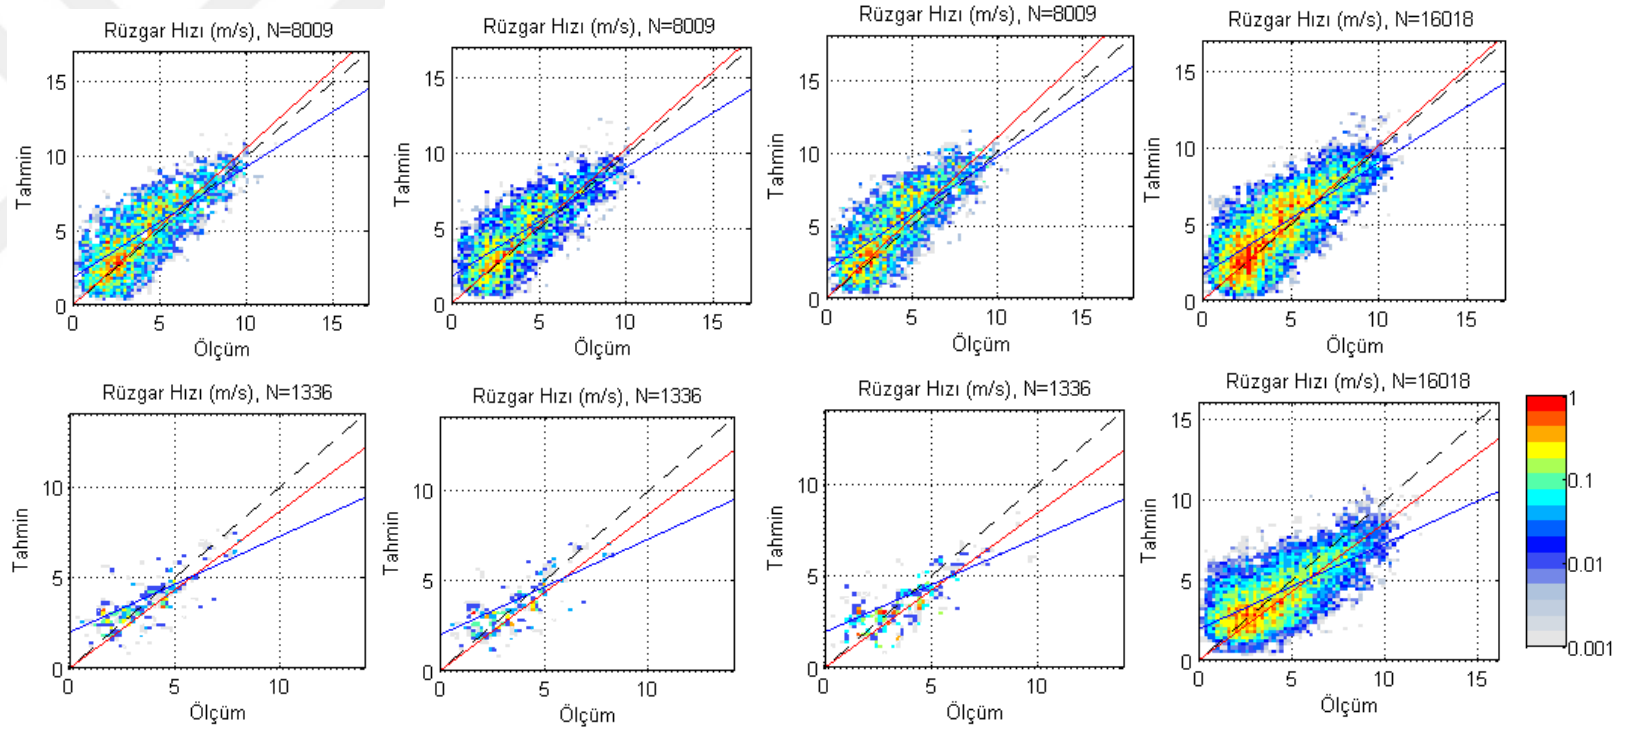 Rüzgar Hızı (m/s), N=8009
Tahmin
15
10
5
0
0 5 10 15
Ölçüm
Rüzgar Hızı (m/s), N=8009
Tahmin
15
10
5
0
0 5 10 15
Ölçüm
Rüzgar Hızı (m/s), N=8009
Tahmin
15
10
5
0
0 5 10 15
Ölçüm
Rüzgar Hızı (m/s), N=16018
Tahmin
15
10
5
0
0 5 10 15
Ölçüm
Rüzgar Hızı (m/s), N=1336
Tahmin
10
5
0
0 5 10
Ölçüm
Rüzgar Hızı (m/s), N=1336
Tahmin
10
5
0
0 5 10
Ölçüm
Rüzgar Hızı (m/s), N=1336
Tahmin
10
5
0
0 5 10
Ölçüm
Rüzgar Hızı (m/s), N=16018
Tahmin
15
10
5
0
0 5 10 15
Ölçüm
1
0.1
0.01
0.001